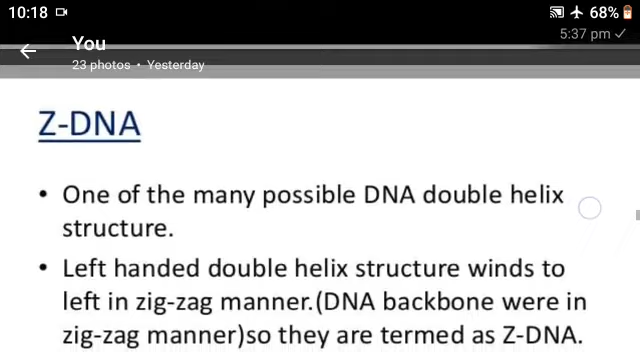 10:18 68%
5:37 pm ✓
You
23 photos • Yesterday
Z-DNA
• One of the many possible DNA double helix
structure.
• Left handed double helix structure winds to
left in zig-zag manner.(DNA backbone were in
zig-zag manner)so they are termed as Z-DNA.